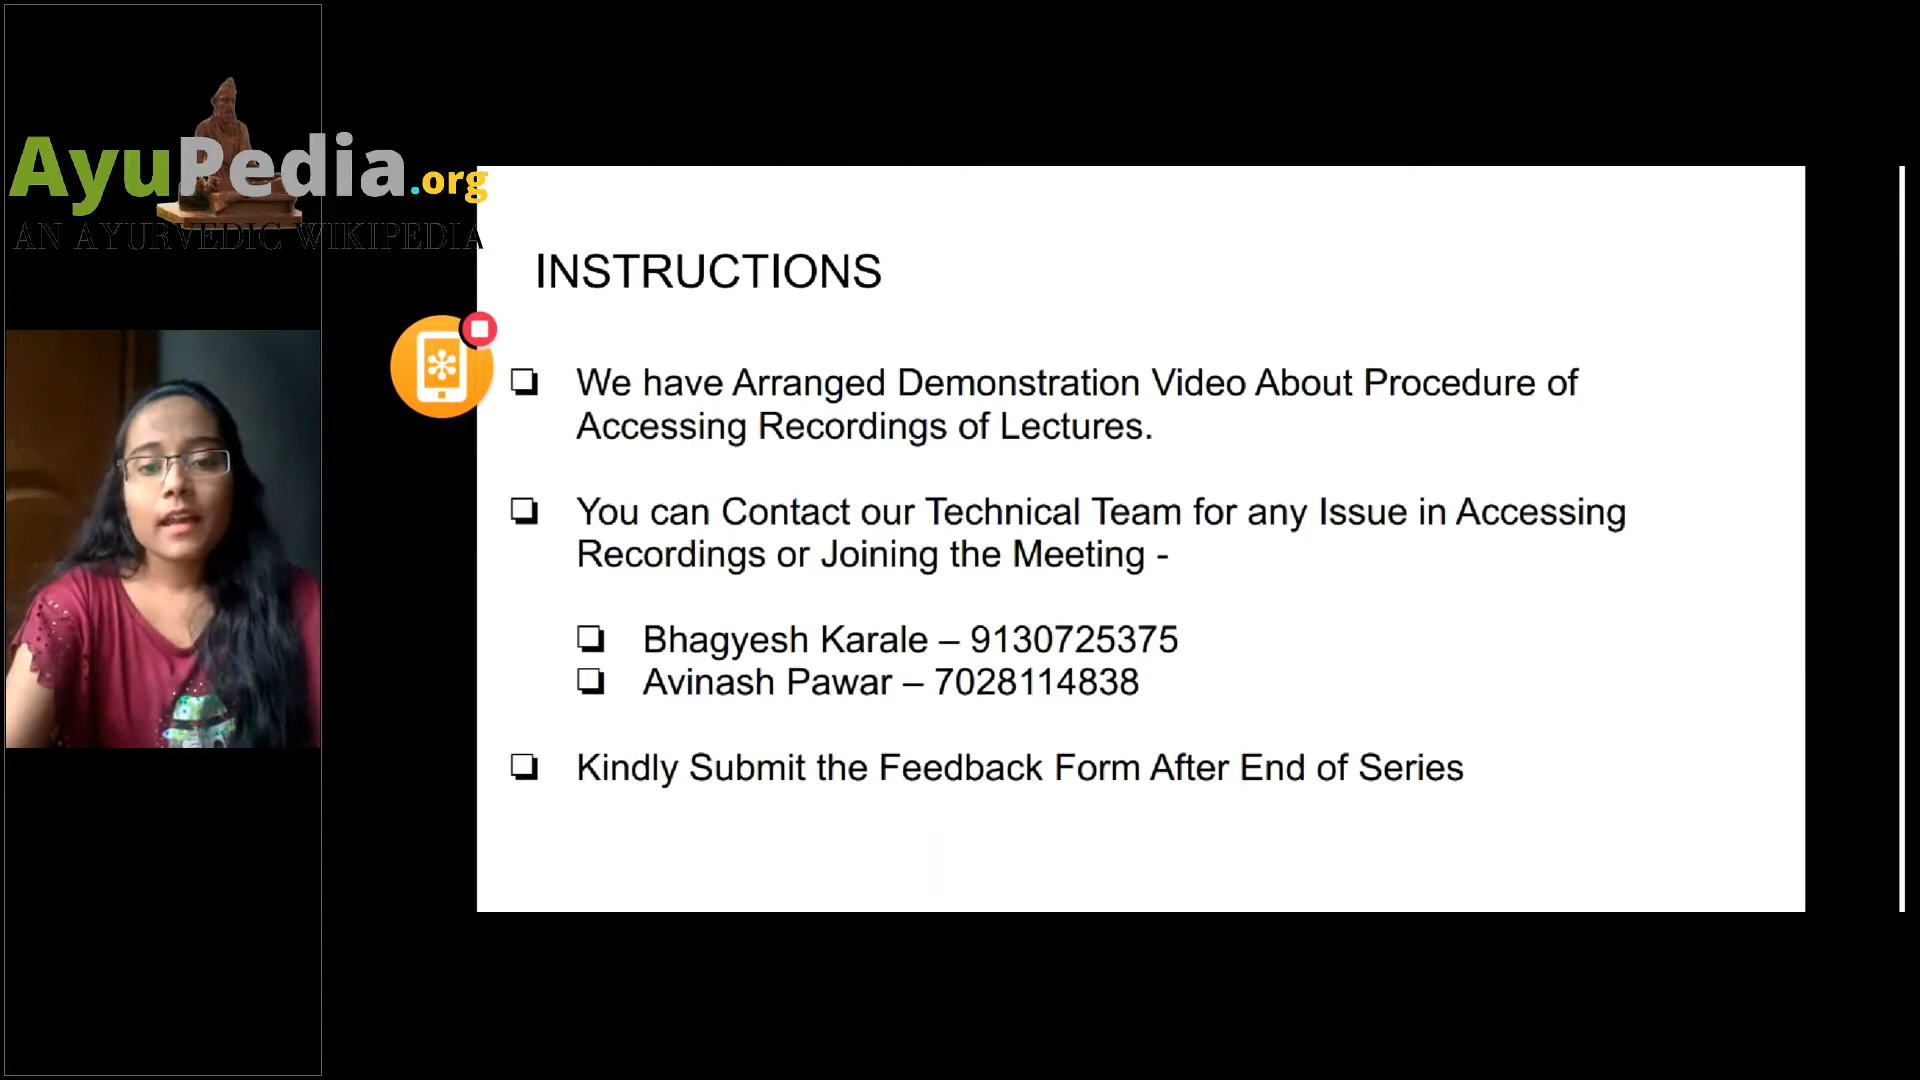 AyuPedia.org
AN AYURVEDIC WIKIPEDIA
INSTRUCTIONS
❑ We have Arranged Demonstration Video About Procedure of
Accessing Recordings of Lectures.
❑ You can Contact our Technical Team for any Issue in Accessing
Recordings or Joining the Meeting -
❑ Bhagyesh Karale – 9130725375
❑ Avinash Pawar – 7028114838
❑ Kindly Submit the Feedback Form After End of Series